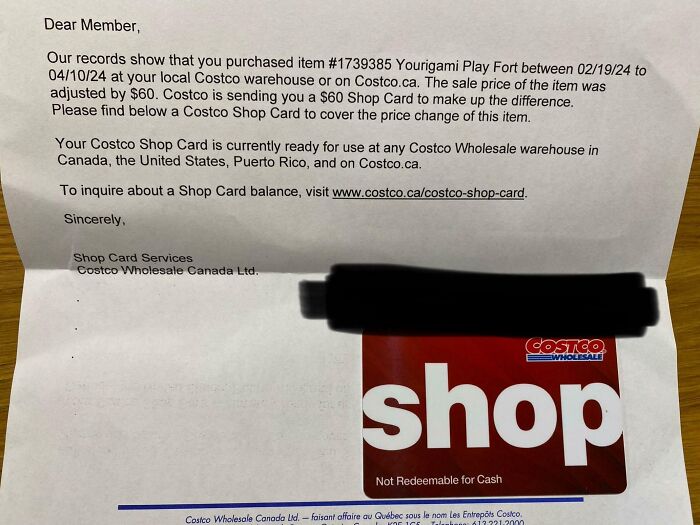 Dear Member,
Our records show that you purchased item #1739385 Yourigami Play Fort between 02/19/24 to
04/10/24 at your local Costco warehouse or on Costco.ca. The sale price of the item was
adjusted by $60. Costco is sending you a $60 Shop Card to make up the difference.
Please find below a Costco Shop Card to cover the price change of this item.
Your Costco Shop Card is currently ready for use at any Costco Wholesale warehouse in
Canada, the United States, Puerto Rico, and on Costco.ca.
To inquire about a Shop Card balance, visit www.costco.ca/costco-shop-card.
Sincerely,
Shop Card Services
Costco Wholesale Canada Ltd.
COSTCO
WHOLESALE
shop
Not Redeemable for Cash
Costco Wholesale Canada Ltd. — faisant affaire au Québec sous le nom Les Entrepôts Costco.
K2E 1C5 Telephone: 613 221-2000